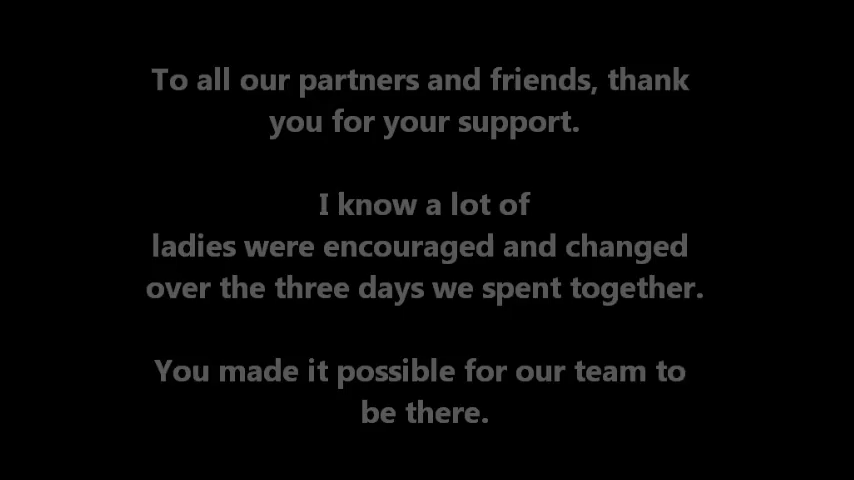 To all our partners and friends, thank
you for your support.
I know a lot of
ladies were encouraged and changed
over the three days we spent together.
You made it possible for our team to
be there.